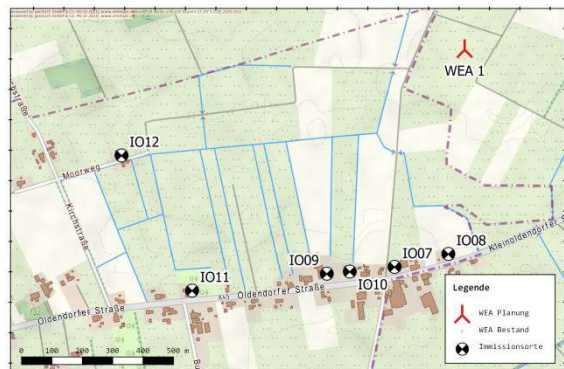 WEA 1
IO12
Moorweg
Kirchstraße
IO08
IO07
IO09
IO10
Kleinoldendorfer S
IO11
Oldendorfer Straße
K45
Oldendorfer Straße
Legende
WEA Planung
WEA Bestand
Immissionsorte
0 100 200 300 400 500 m